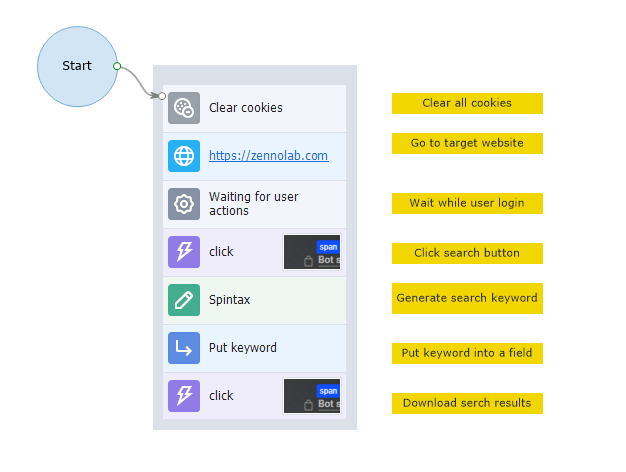 Start
Clear cookies
Clear all cookies
https://zennolab.com
Go to target website
Waiting for user
actions
Wait while user login
click
span
Bot s
Click search button
Spintax
Generate search keyword
Put keyword
Put keyword into a field
click
span
Bot s
Download serch results